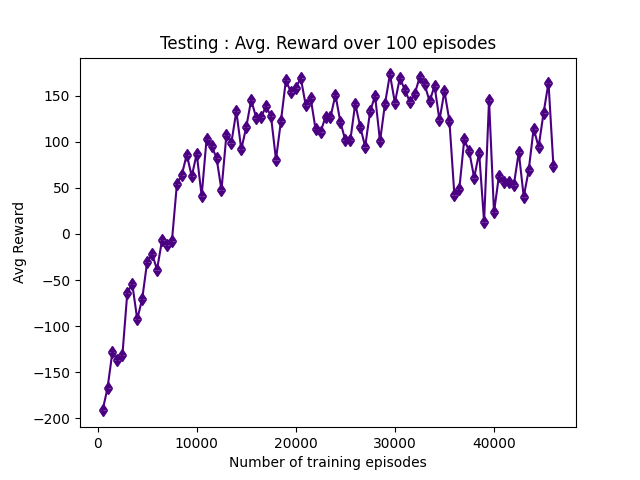 Testing : Avg. Reward over 100 episodes
150
100
50
0
−50
−100
−150
−200
Avg Reward
0 10000 20000 30000 40000
Number of training episodes